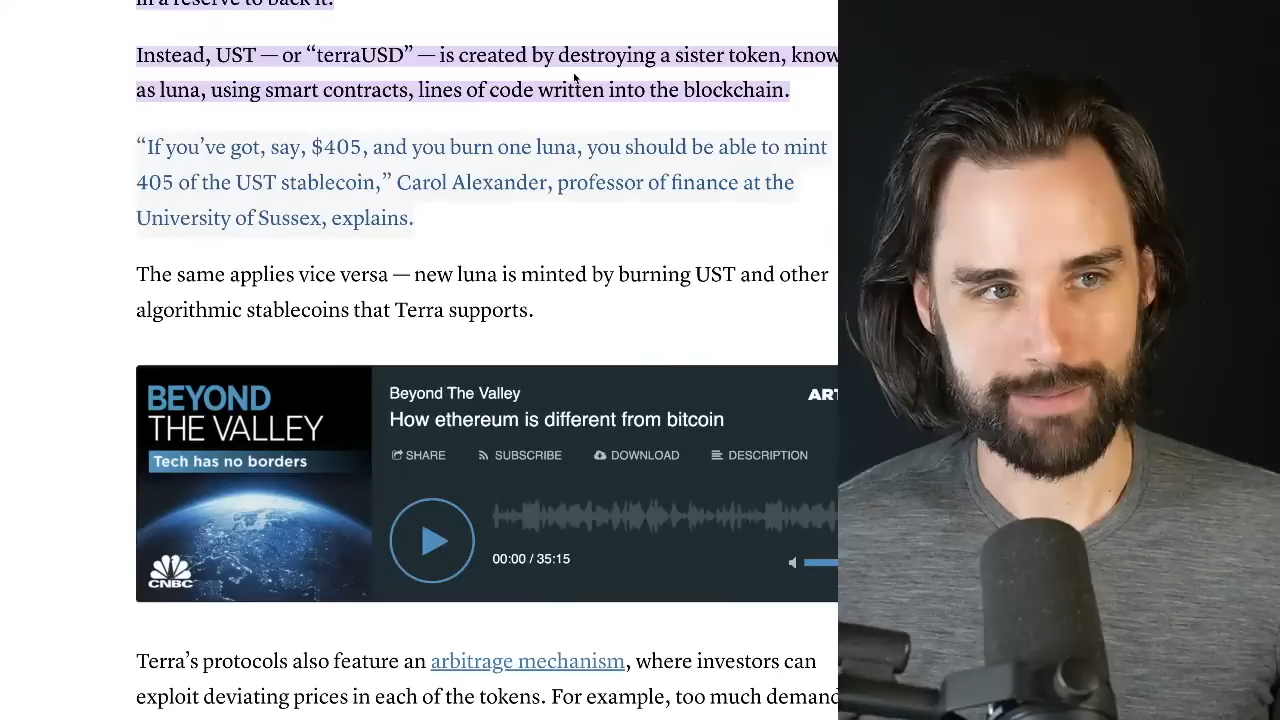 in a reserve to back it.
Instead, UST — or “terraUSD” — is created by destroying a sister token, know
as luna, using smart contracts, lines of code written into the blockchain.
“If you’ve got, say, $405, and you burn one luna, you should be able to mint
405 of the UST stablecoin,” Carol Alexander, professor of finance at the
University of Sussex, explains.
The same applies vice versa — new luna is minted by burning UST and other
algorithmic stablecoins that Terra supports.
BEYOND
THE VALLEY
Tech has no borders
CNBC
Beyond The Valley
ART
How ethereum is different from bitcoin
SHARE SUBSCRIBE DOWNLOAD DESCRIPTION
00:00 / 35:15
Terra’s protocols also feature an arbitrage mechanism, where investors can
exploit deviating prices in each of the tokens. For example, too much demand